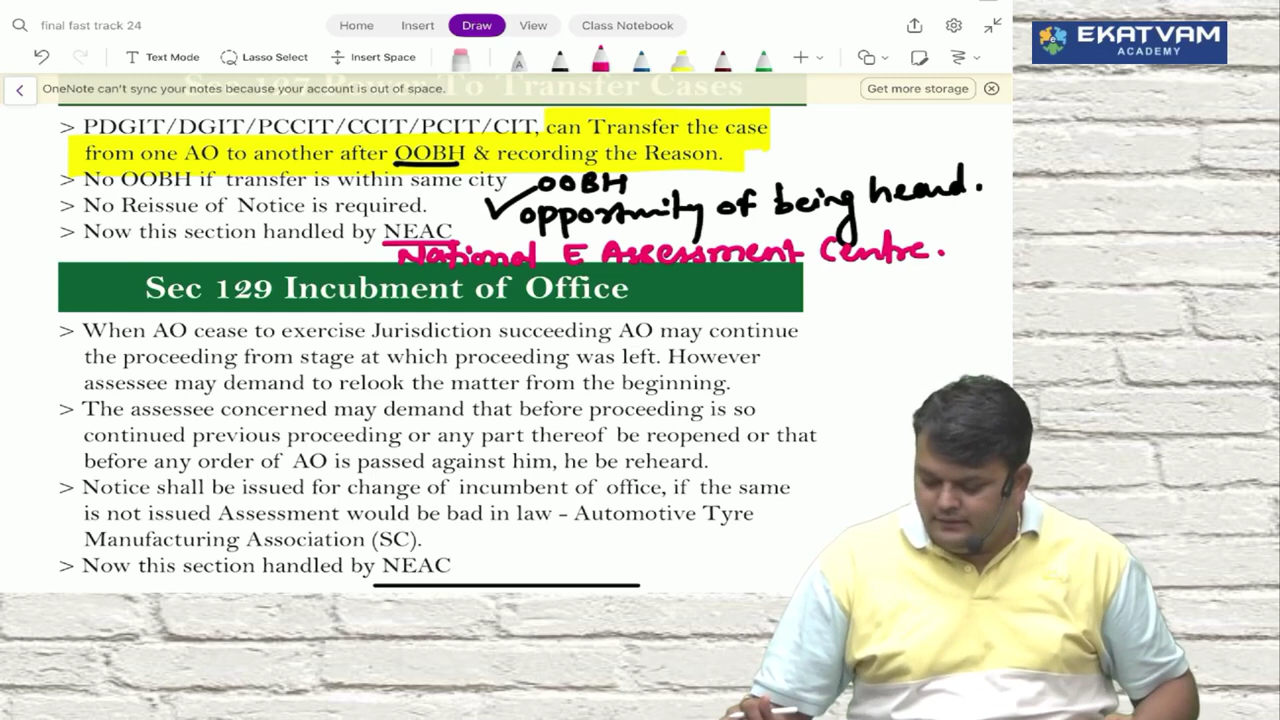 final fast track 24
Home Insert Draw View Class Notebook
Text Mode Lasso Select Insert Space
To Transfer Cases
OneNote can't sync your notes because your account is out of space. Get more storage
EKATVAM
ACADEMY
> PDGIT/DGIT/PCCIT/CCIT/PCIT/CIT, can Transfer the case
from one AO to another after OOBH & recording the Reason.
> No OOBH if transfer is within same city
OOBH
opportunity of being heard.
> No Reissue of Notice is required.
> Now this section handled by NEAC
National E Assessment Centre.
Sec 129 Incubment of Office
> When AO cease to exercise Jurisdiction succeeding AO may continue
the proceeding from stage at which proceeding was left. However
assessee may demand to relook the matter from the beginning.
> The assessee concerned may demand that before proceeding is so
continued previous proceeding or any part thereof be reopened or that
before any order of AO is passed against him, he be reheard.
> Notice shall be issued for change of incumbent of office, if the same
is not issued Assessment would be bad in law - Automotive Tyre
Manufacturing Association (SC).
> Now this section handled by NEAC